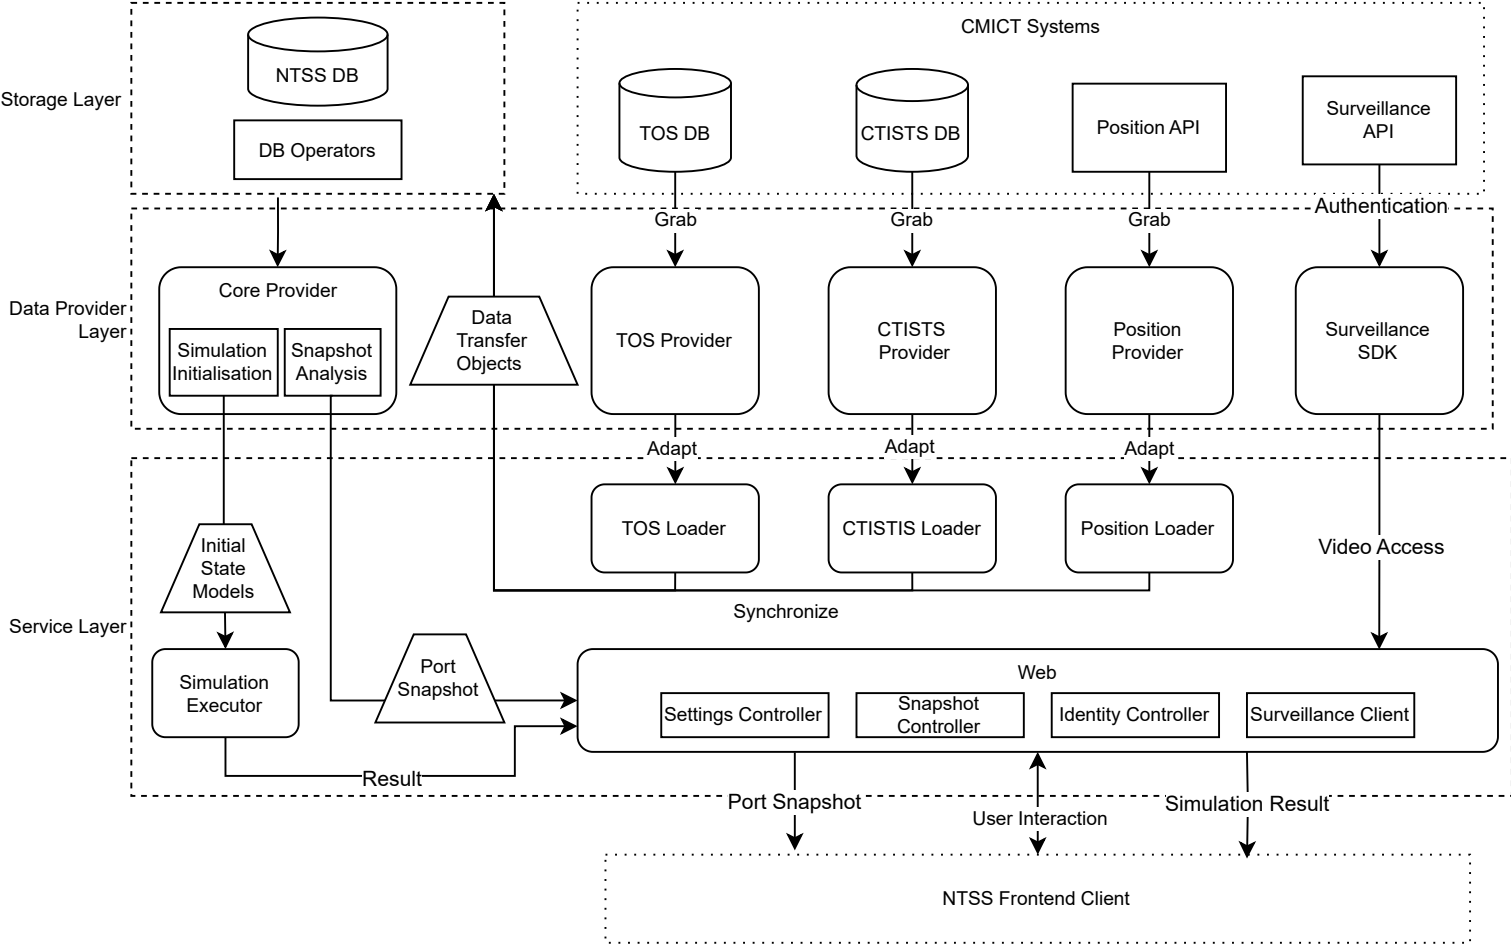 CMICT Systems
NTSS DB
Storage Layer
DB Operators
TOS DB
CTISTS DB
Position API
Surveillance
API
Grab
Grab
Grab
Authentication
Data Provider
Layer
Core Provider
Simulation
Initialisation
Snapshot
Analysis
Data
Transfer
Objects
TOS Provider
CTISTS
Provider
Position
Provider
Surveillance
SDK
Adapt
Adapt
Adapt
TOS Loader
CTISTIS Loader
Position Loader
Video Access
Initial
State
Models
Synchronize
Service Layer
Simulation
Executor
Port
Snapshot
Web
Settings Controller
Snapshot
Controller
Identity Controller
Surveillance Client
Result
Port Snapshot
User Interaction
Simulation Result
NTSS Frontend Client